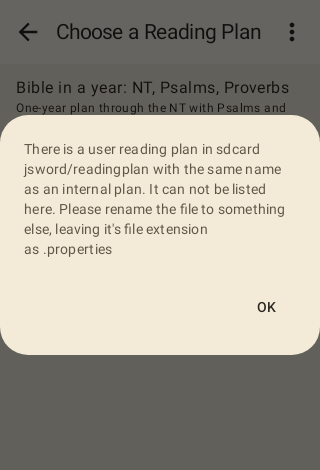 Choose a Reading Plan
Bible in a year: NT, Psalms, Proverbs
One-year plan through the NT with Psalms and
There is a user reading plan in sdcard
jsword/readingplan with the same name
as an internal plan. It can not be listed
here. Please rename the file to something
else, leaving it's file extension
as .properties
OK